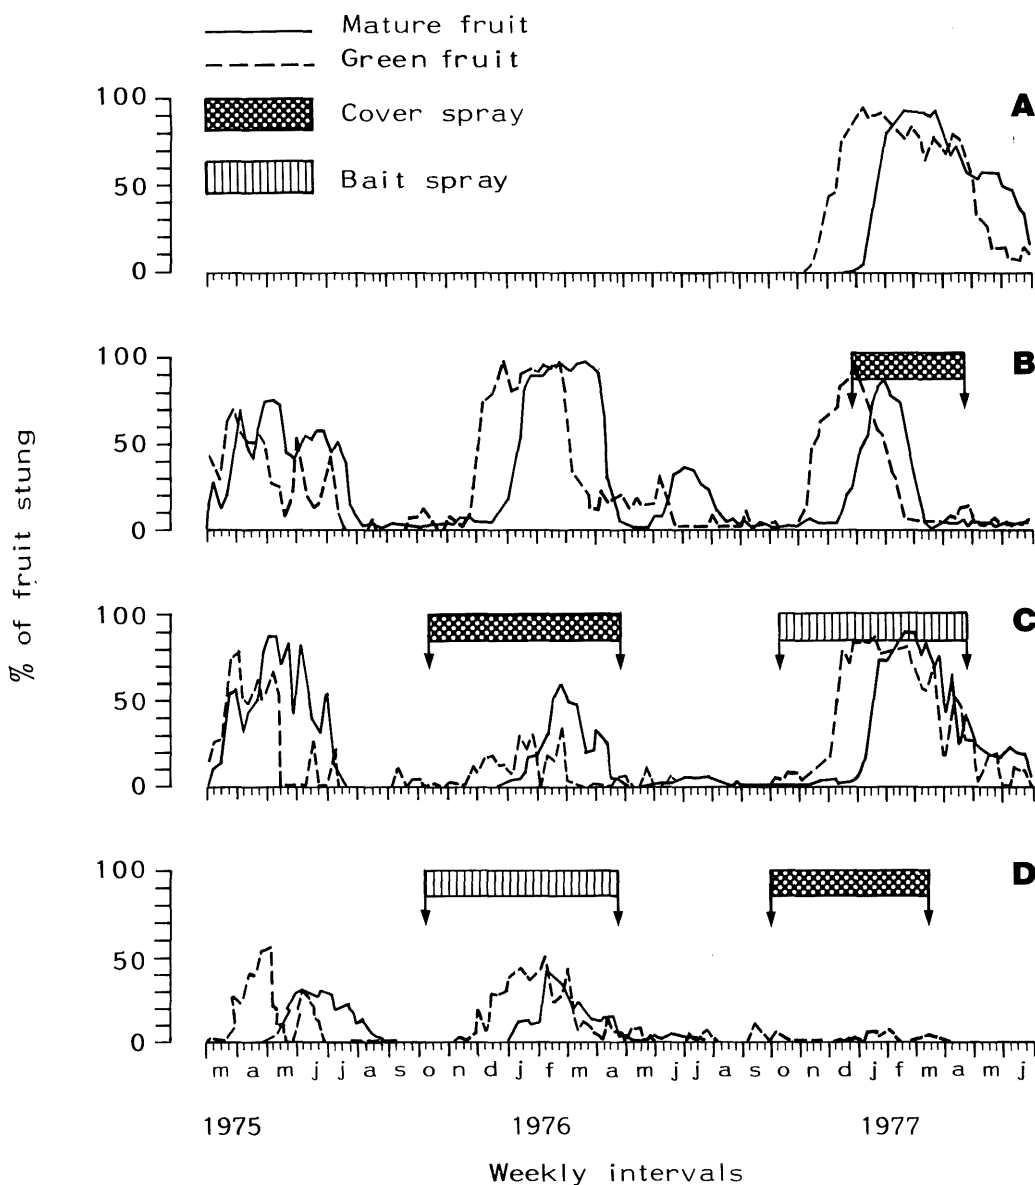 Mature fruit
Green fruit
Cover spray
Bait spray
% of fruit stung
100
50
0
A
100
50
0
B
100
50
0
C
100
50
0
D
m a m j j a s o n d j f m a m j j a s o n d j f m a m j
1975 1976 1977
Weekly intervals